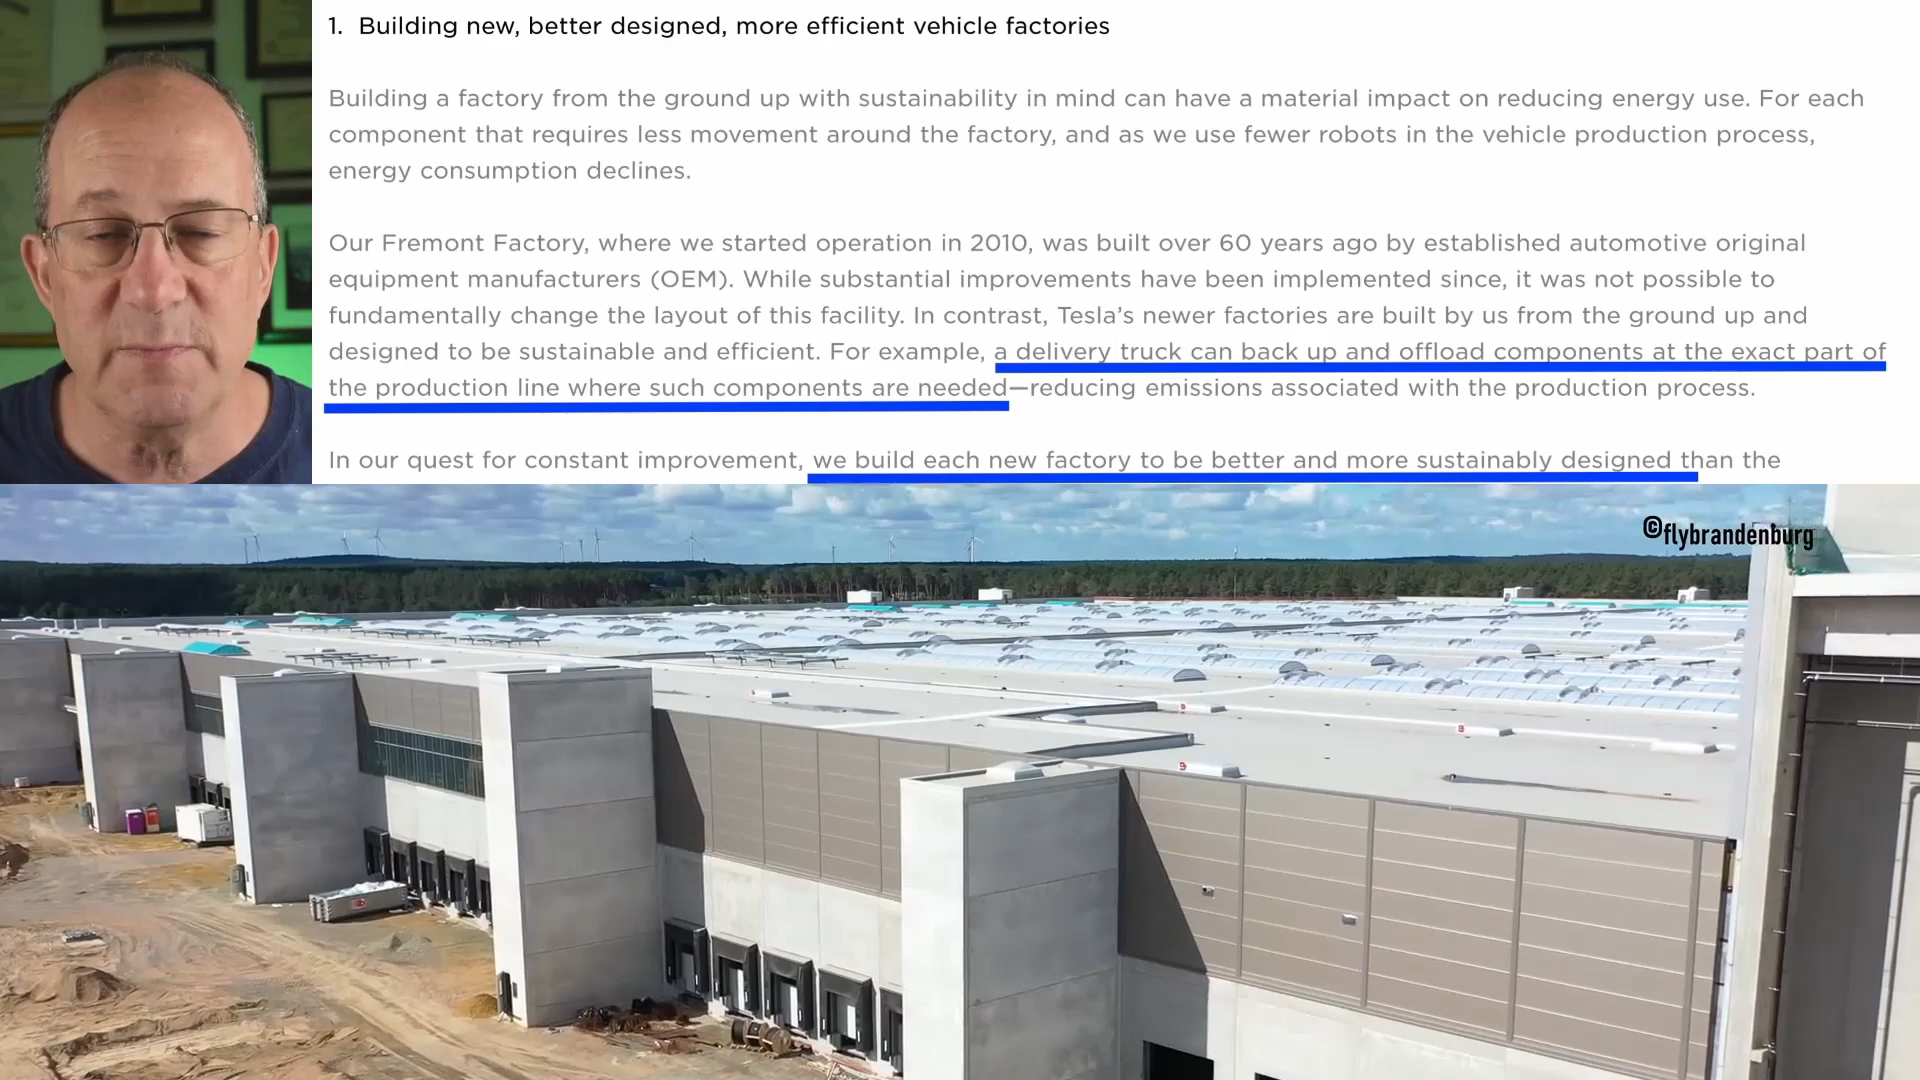 1. Building new, better designed, more efficient vehicle factories
Building a factory from the ground up with sustainability in mind can have a material impact on reducing energy use. For each
component that requires less movement around the factory, and as we use fewer robots in the vehicle production process,
energy consumption declines.
Our Fremont Factory, where we started operation in 2010, was built over 60 years ago by established automotive original
equipment manufacturers (OEM). While substantial improvements have been implemented since, it was not possible to
fundamentally change the layout of this facility. In contrast, Tesla’s newer factories are built by us from the ground up and
designed to be sustainable and efficient. For example, a delivery truck can back up and offload components at the exact part of
the production line where such components are needed—reducing emissions associated with the production process.
In our quest for constant improvement, we build each new factory to be better and more sustainably designed than the
©flybrandenburg